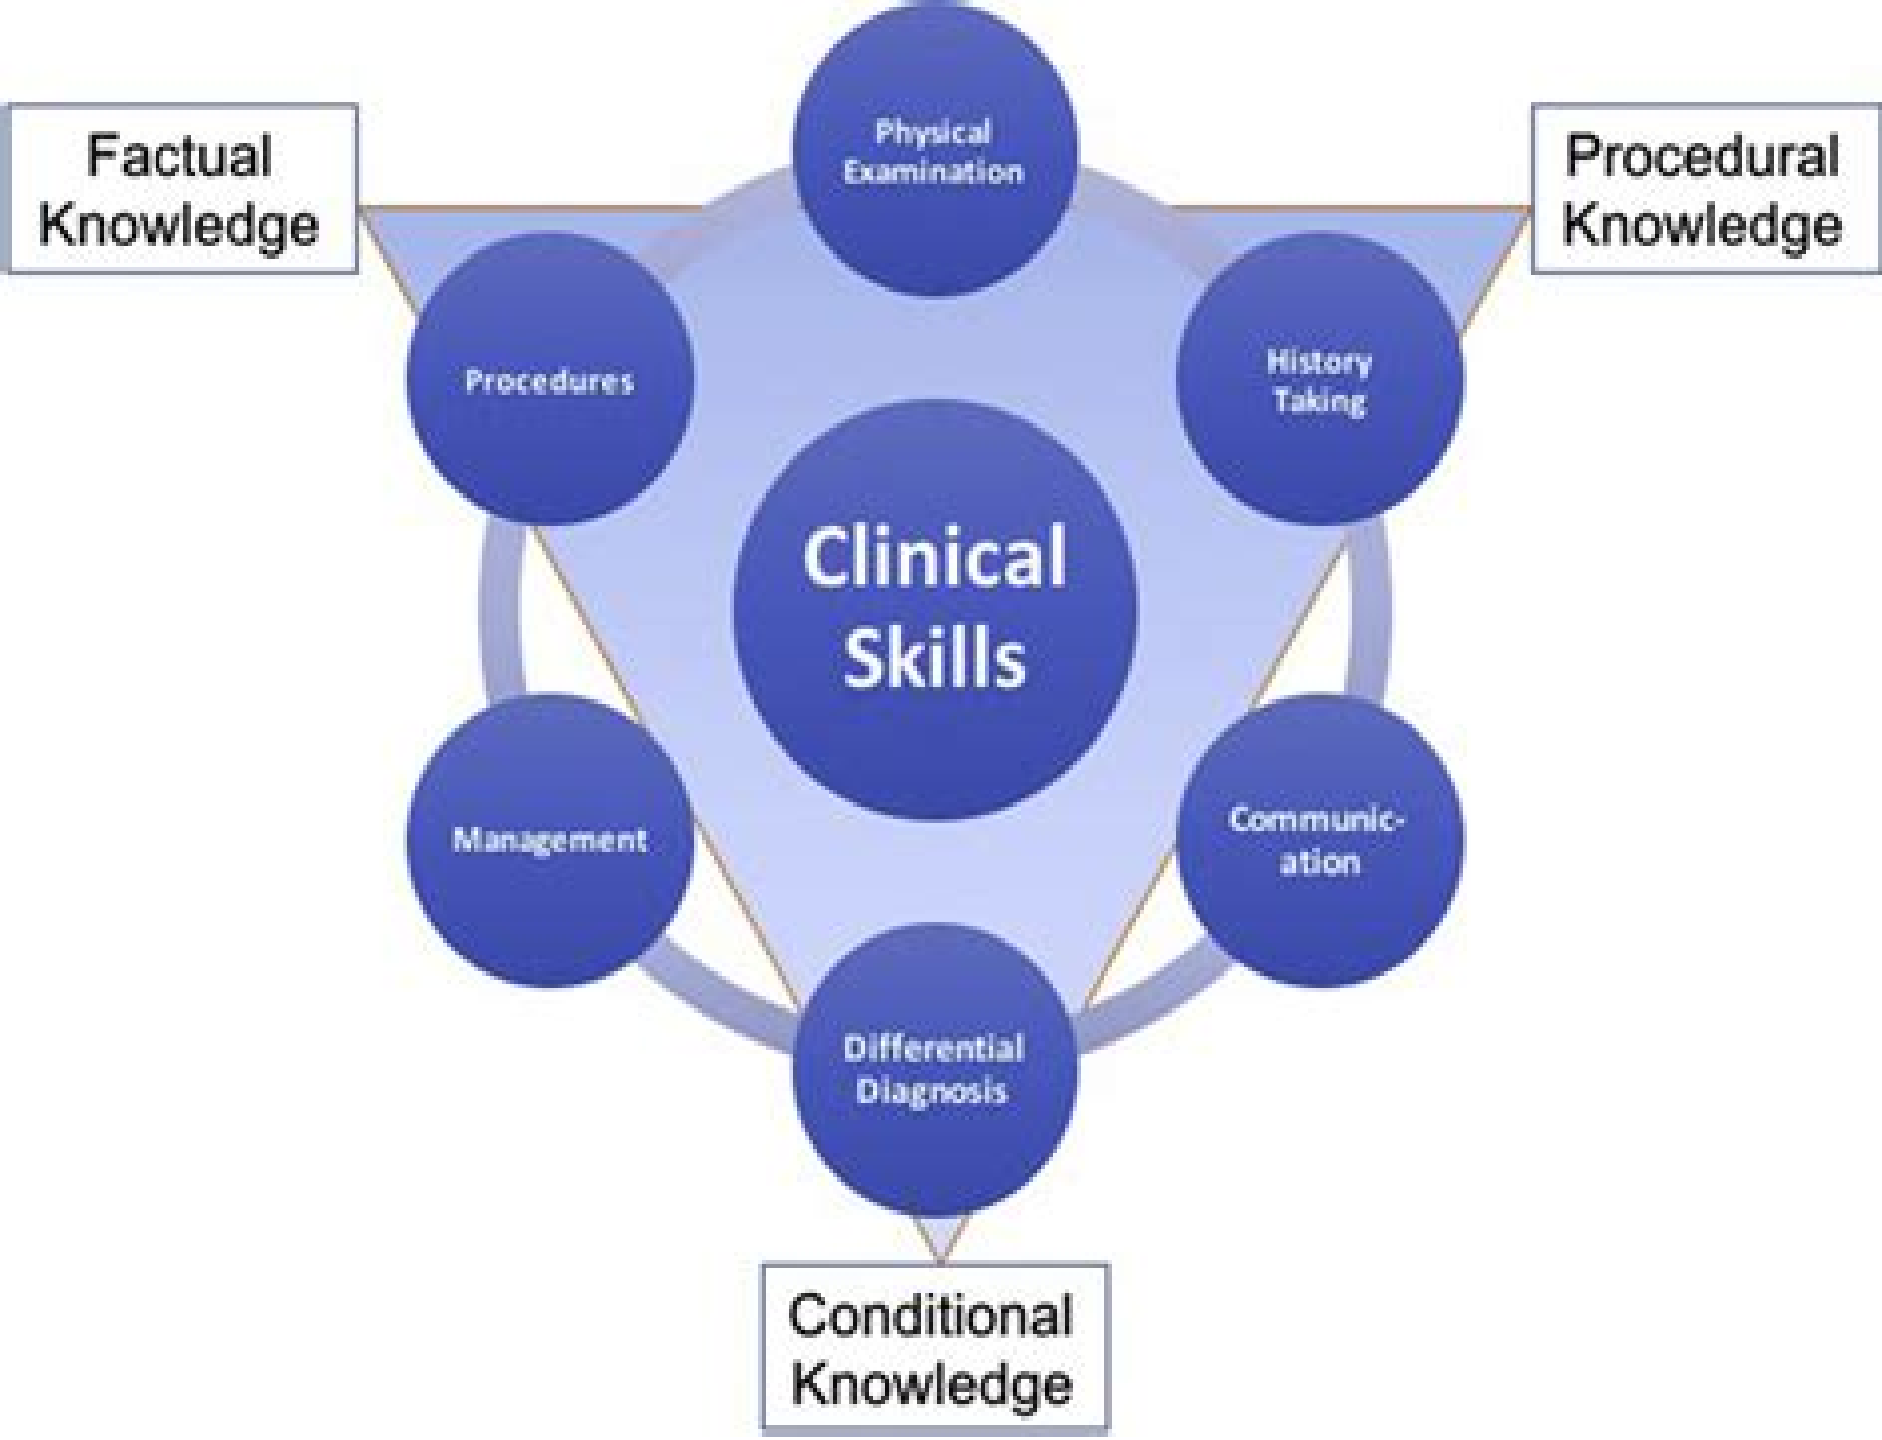 Physical
Examination
Factual
Knowledge
Procedural
Knowledge
Procedures
History
Taking
Clinical
Skills
Management
Communic-
ation
Differential
Diagnosis
Conditional
Knowledge